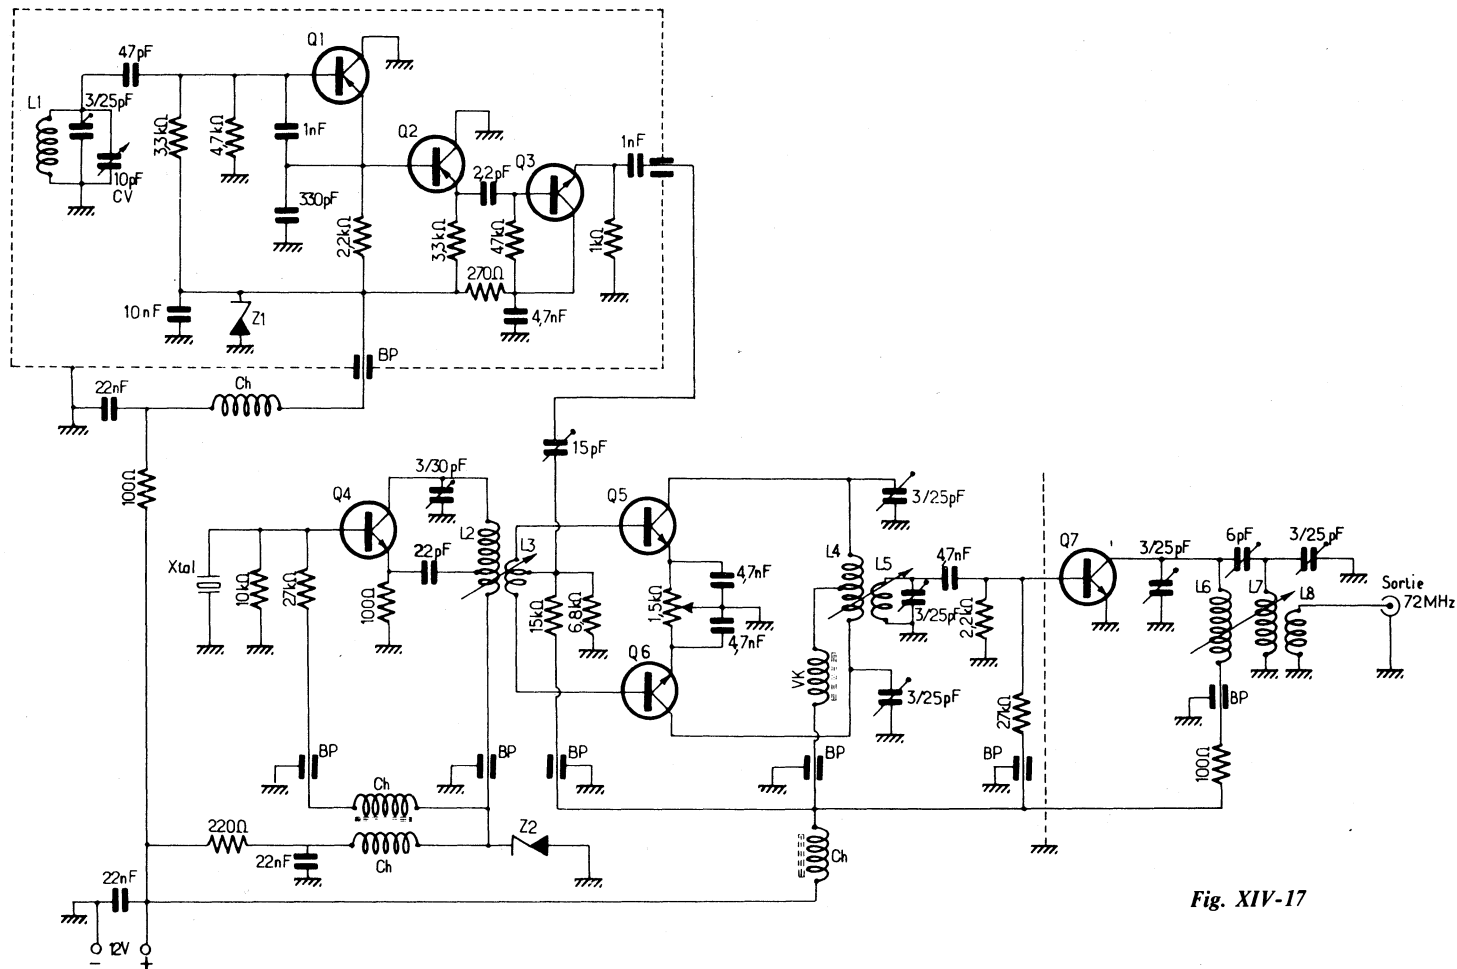 Q1
47pF
L1
3/25pF
3,3kΩ
4,7kΩ
1nF
10pF
CV
330pF
2,2kΩ
Q2
2,2pF
Q3
1nF
3,3kΩ
47kΩ
1kΩ
270Ω
10nF
Z1
4,7nF
BP
22nF
Ch
100Ω
15pF
3/30pF
Q4
L2
22pF
L3
Xtal
10kΩ
27kΩ
100Ω
15kΩ
6,8kΩ
Q5
4,7nF
1,5kΩ
4,7nF
Q6
3/25pF
L4
L5
4,7nF
3/25pF
2,2kΩ
VK
3/25pF
27kΩ
Q7
3/25pF
6pF
3/25pF
L6
L7
L8
Sortie
72MHz
BP
100Ω
BP
BP
BP
BP
BP
Ch
220Ω
22nF
Ch
Z2
Ch
22nF
12V
-
+
Fig. XIV-17